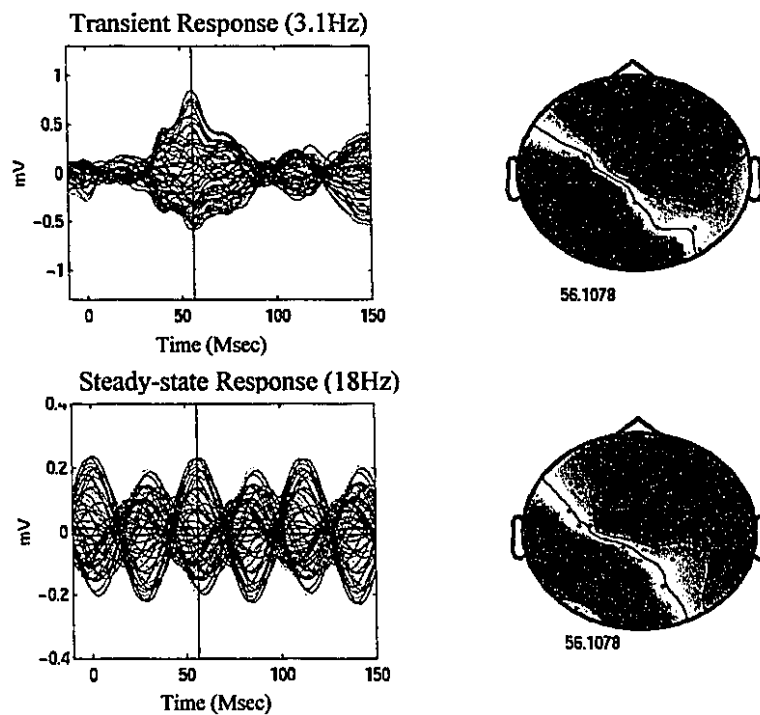 Transient Response (3.1Hz)
1
0.5
0
-0.5
-1
mV
0 50 100 150
Time (Msec)
56.1078
Steady-state Response (18Hz)
0.4
0.2
0
-0.2
-0.4
mV
0 50 100 150
Time (Msec)
56.1078